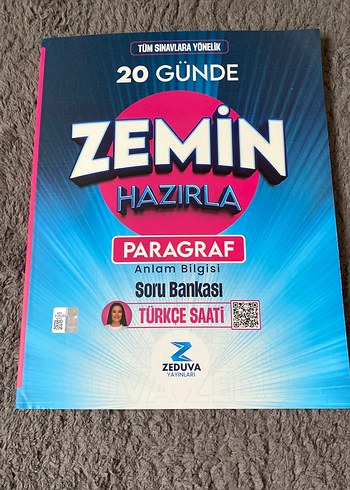 TÜM SINAVLARA YÖNELİK
20 GÜNDE
ZEMİN
HAZIRLA
PARAGRAF
Anlam Bilgisi
Soru Bankası
TÜRKÇE SAATİ
ZEDUVA
YAYINLARI